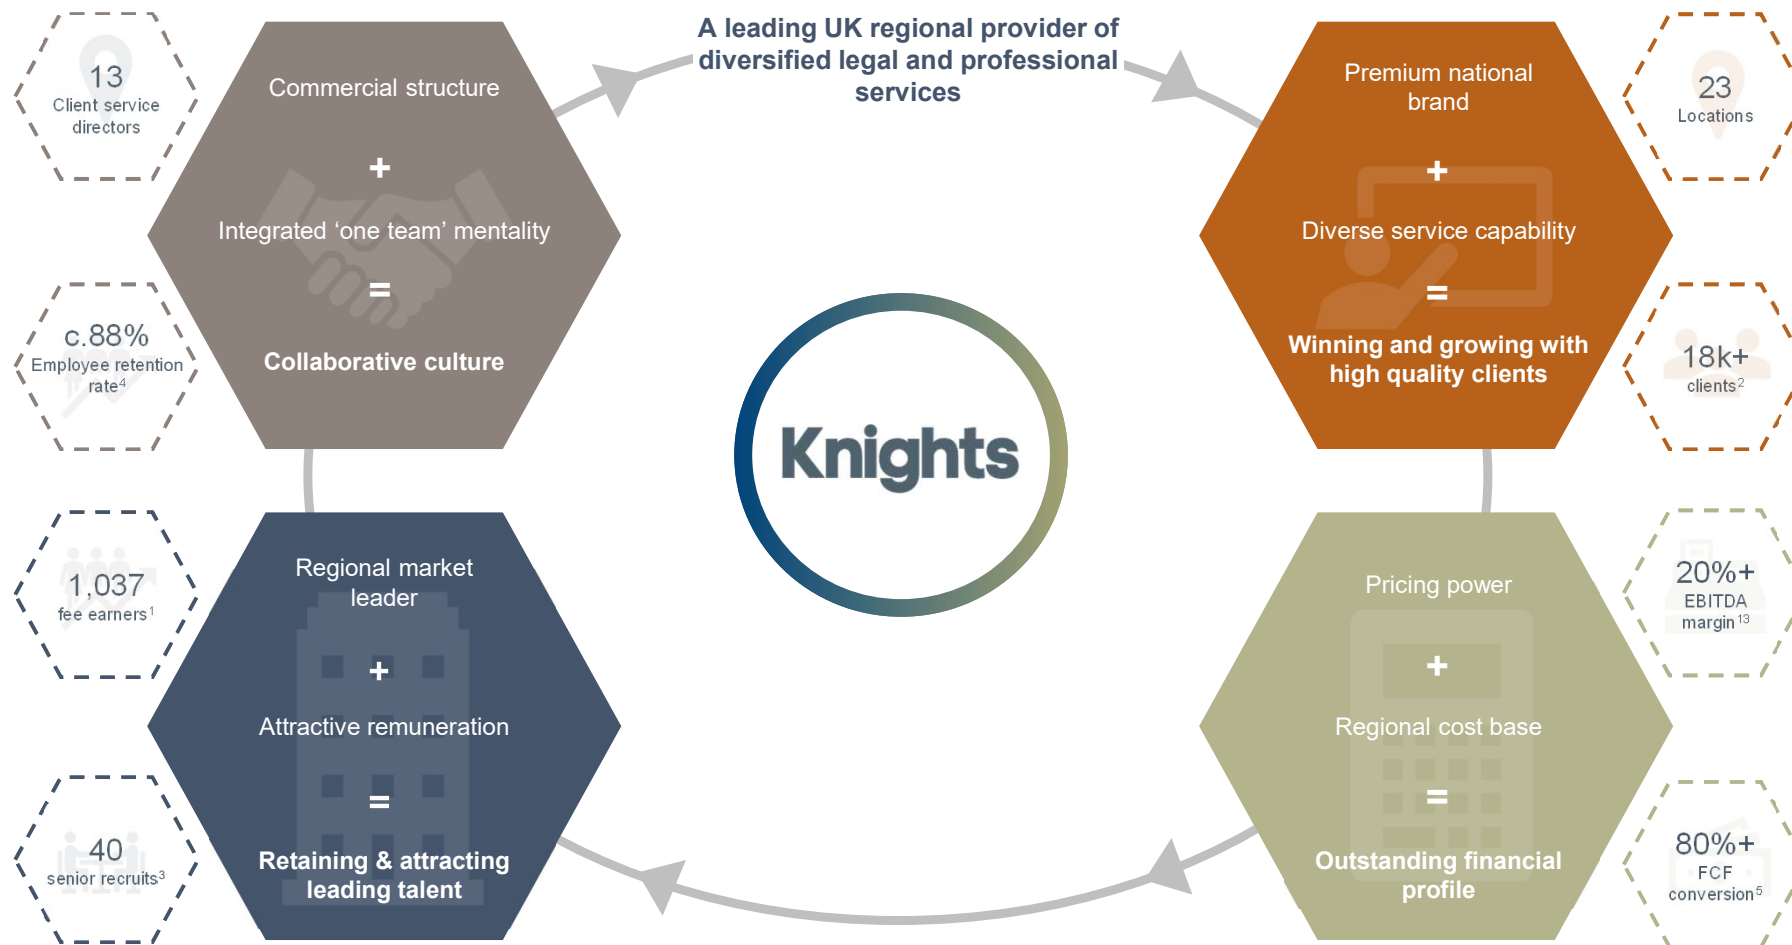 A leading UK regional provider of
diversified legal and professional
services
13
Client service
directors
Commercial structure
+
Integrated ‘one team’ mentality
=
Collaborative culture
c.88%
Employee retention
rate4
Premium national
brand
+
Diverse service capability
=
Winning and growing with
high quality clients
23
Locations
18k+
clients2
Knights
1,037
fee earners1
Regional market
leader
+
Attractive remuneration
=
Retaining & attracting
leading talent
40
senior recruits3
Pricing power
+
Regional cost base
=
Outstanding financial
profile
20%+
EBITDA
margin13
80%+
FCF
conversion5